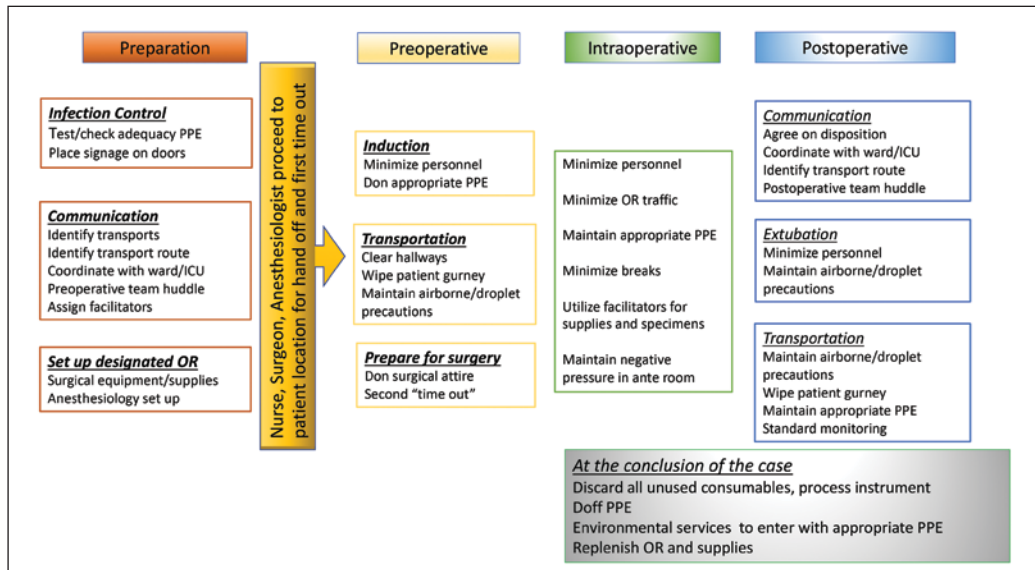 Preparation
Infection Control
Test/check adequacy PPE
Place signage on doors
Communication
Identify transports
Identify transport route
Coordinate with ward/ICU
Preoperative team huddle
Assign facilitators
Set up designated OR
Surgical equipment/supplies
Anesthesiology set up
Nurse, Surgeon, Anesthesiologist proceed to
patient location for hand off and first time out
Preoperative
Induction
Minimize personnel
Don appropriate PPE
Transportation
Clear hallways
Wipe patient gurney
Maintain airborne/droplet
precautions
Prepare for surgery
Don surgical attire
Second “time out”
Intraoperative
Minimize personnel
Minimize OR traffic
Maintain appropriate PPE
Minimize breaks
Utilize facilitators for
supplies and specimens
Maintain negative
pressure in ante room
Postoperative
Communication
Agree on disposition
Coordinate with ward/ICU
Identify transport route
Postoperative team huddle
Extubation
Minimize personnel
Maintain airborne/droplet
precautions
Transportation
Maintain airborne/droplet
precautions
Wipe patient gurney
Maintain appropriate PPE
Standard monitoring
At the conclusion of the case
Discard all unused consumables, process instrument
Doff PPE
Environmental services to enter with appropriate PPE
Replenish OR and supplies